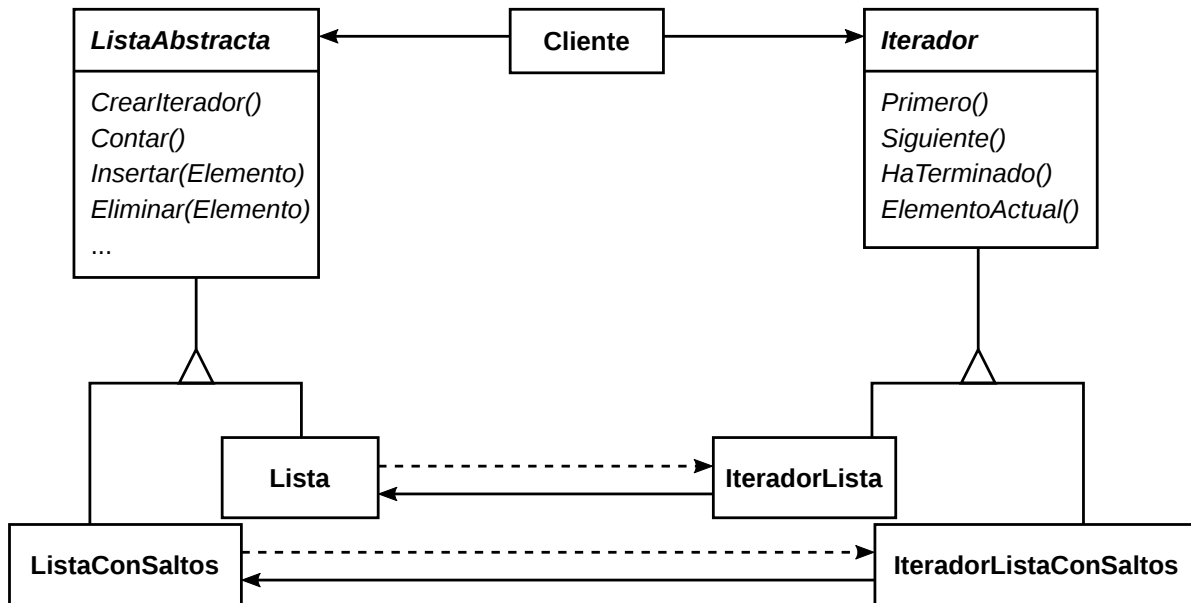 ListaAbstracta
CrearIterador()
Contar()
Insertar(Elemento)
Eliminar(Elemento)
...
Cliente
Iterador
Primero()
Siguiente()
HaTerminado()
ElementoActual()
Lista
IteradorLista
ListaConSaltos
IteradorListaConSaltos